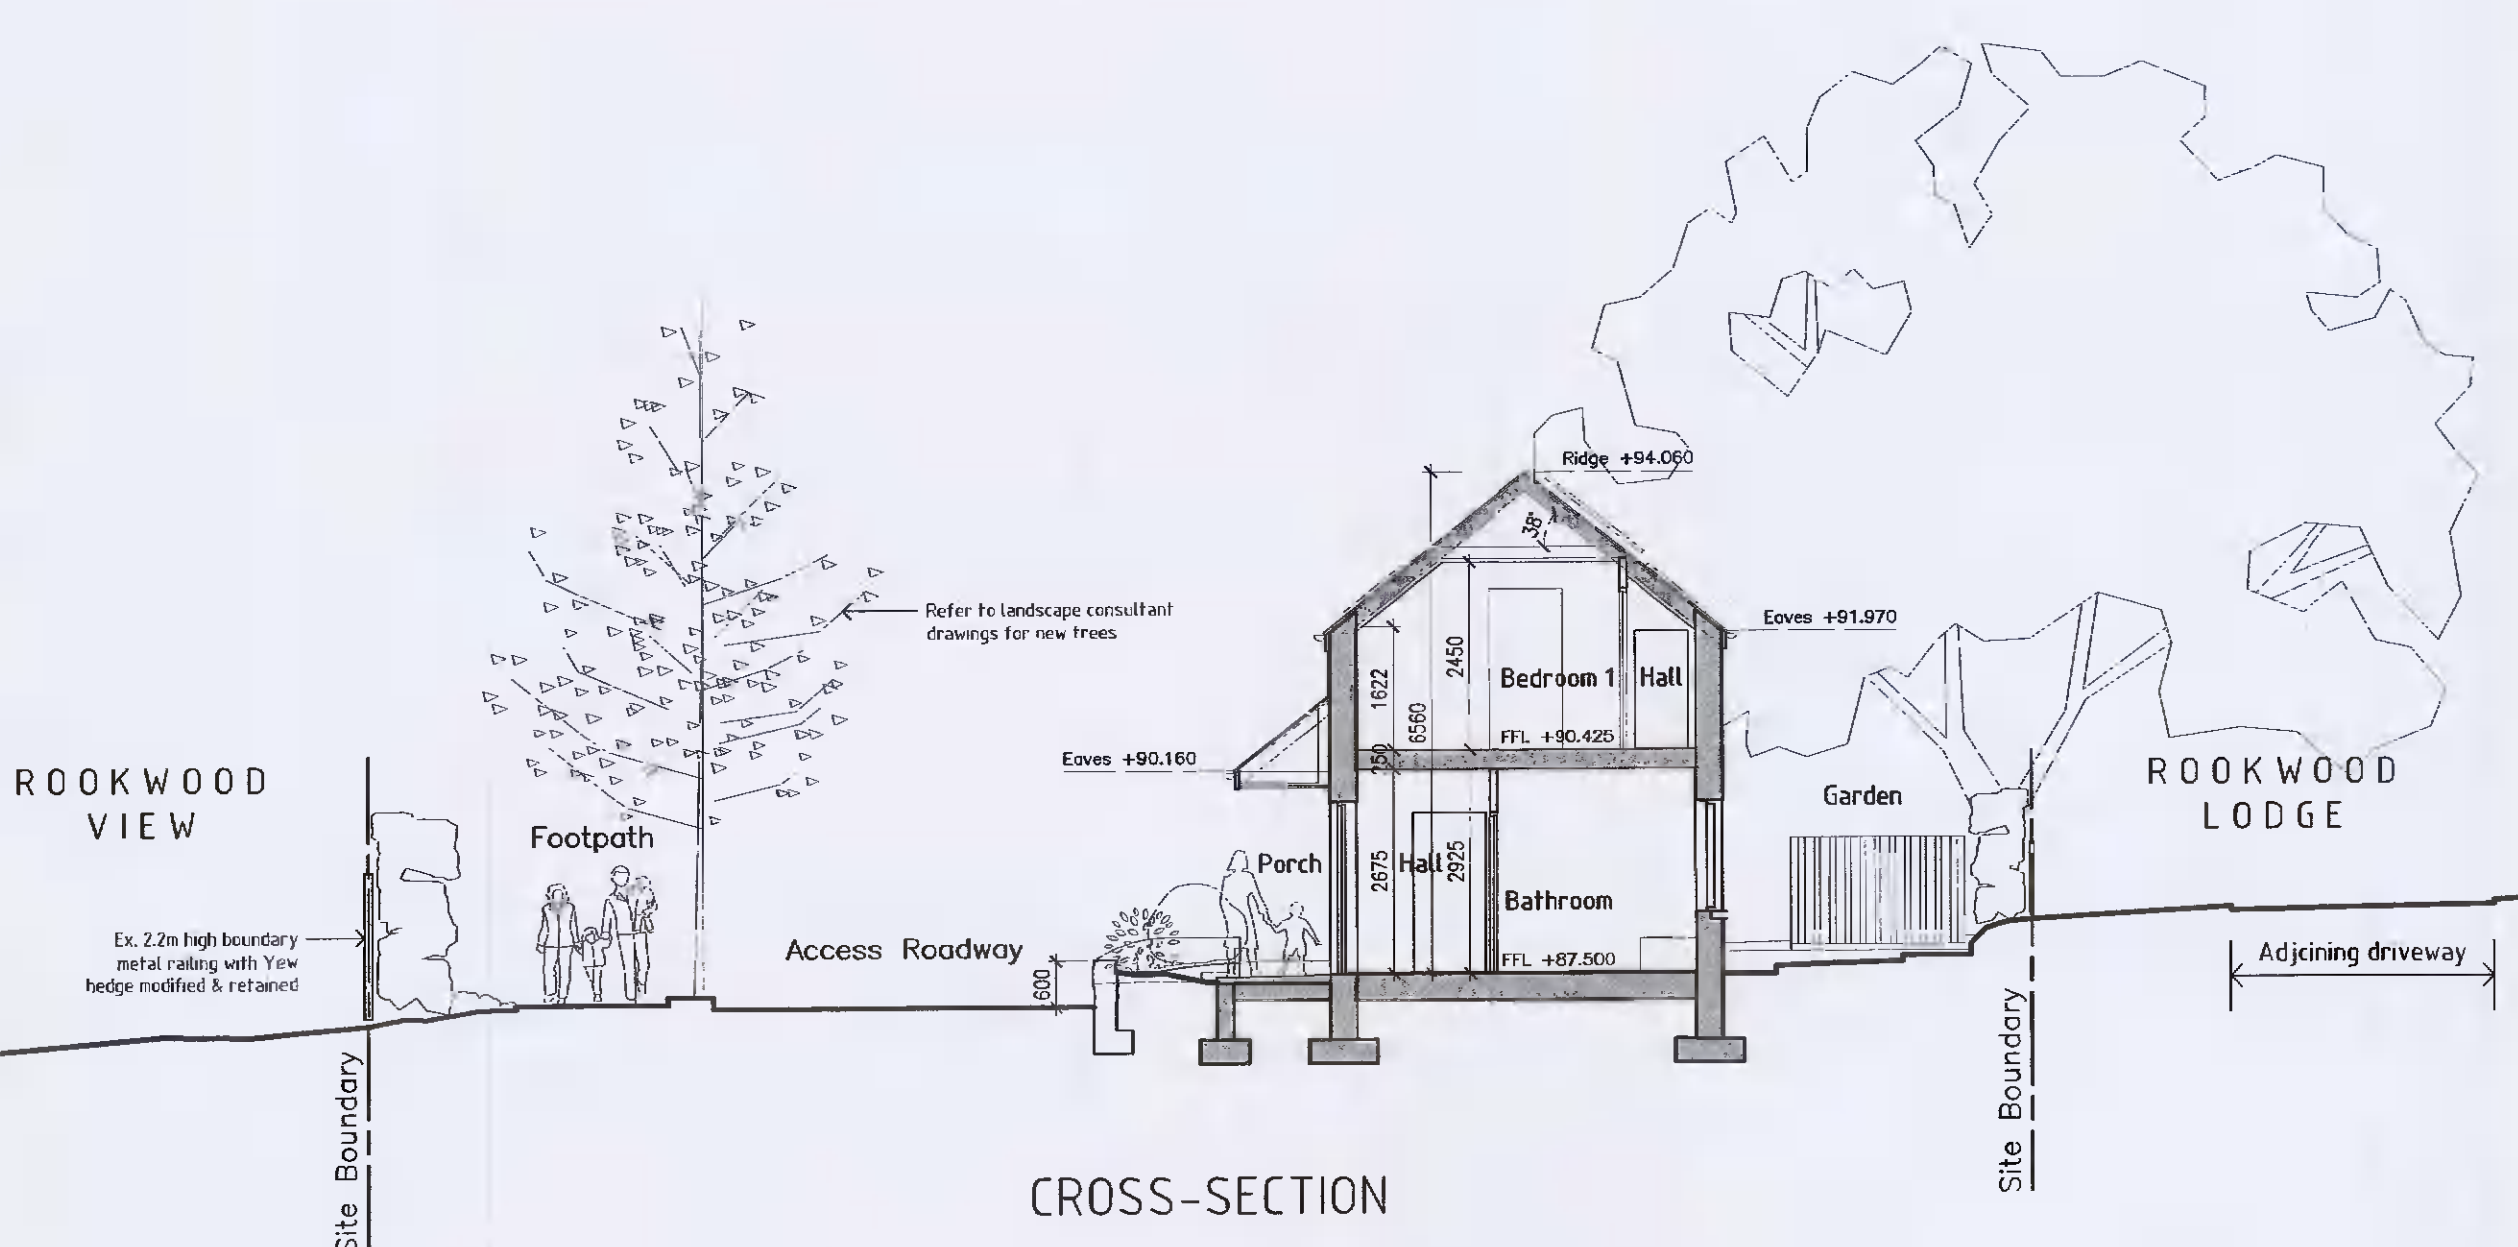 Ridge +94.060
38°
Eaves +91.970
Refer to landscape consultant
drawings for new trees
2450
1622
Bedroom 1
Hall
6560
FFL +90.425
250
Eaves +90.160
ROOKWOOD
VIEW
ROOKWOOD
LODGE
Garden
Footpath
Porch
2675
Hall
2925
Bathroom
Ex. 2.2m high boundary
metal railing with Yew
hedge modified & retained
Access Roadway
600
FFL +87.500
Adjcining driveway
Site Boundary
Site Boundary
CROSS-SECTION